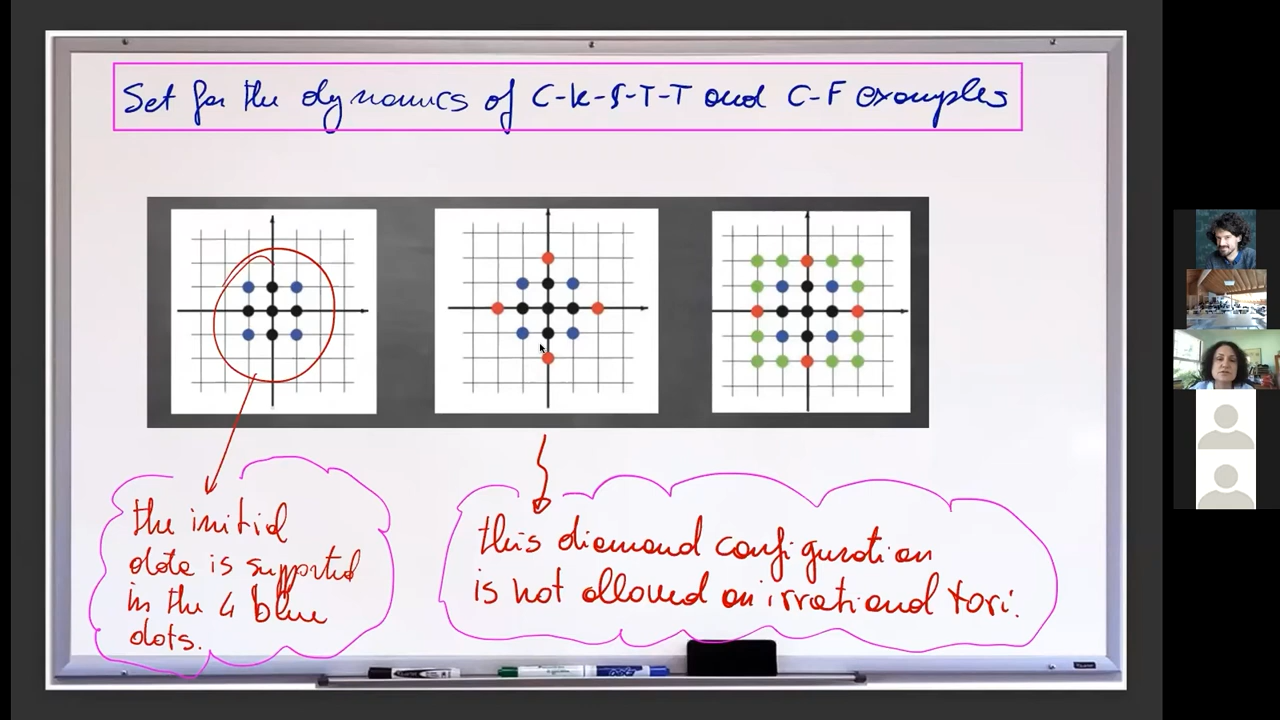 Set for the dynamics of C-K-S-T-T and C-F examples
the initial
data is supported
in the 4 blue
dots.
this diamond configuration
is not allowed on irrational tori.